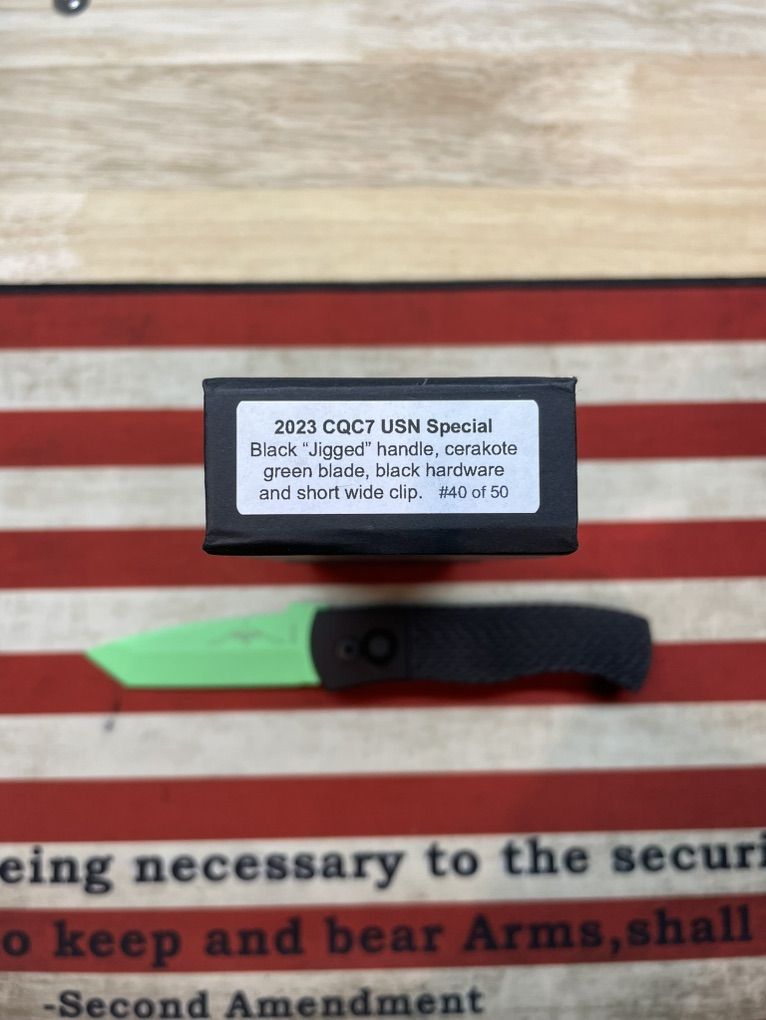 2023 CQC7 USN Special
Black “Jigged” handle, cerakote
green blade, black hardware
and short wide clip. #40 of 50
eing necessary to the securi
o keep and bear Arms,shall
-Second Amendment